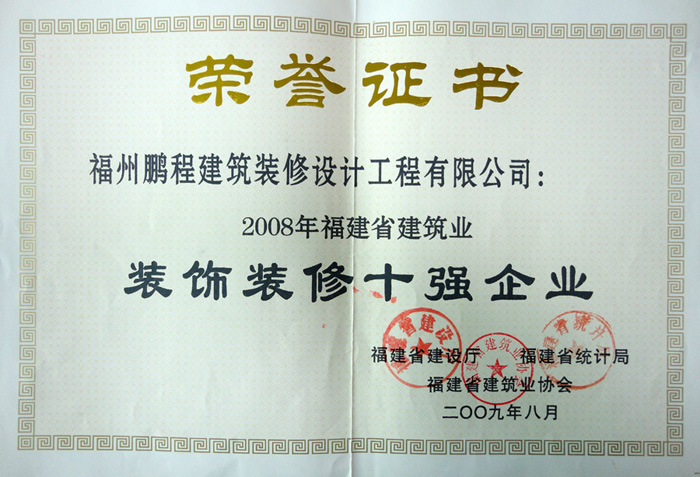 荣誉证书
福州鹏程建筑装修设计工程有限公司：
2008年福建省建筑业
装饰装修十强企业
福建省建设厅 福建省统计局
福建省建筑业协会
二〇〇九年八月